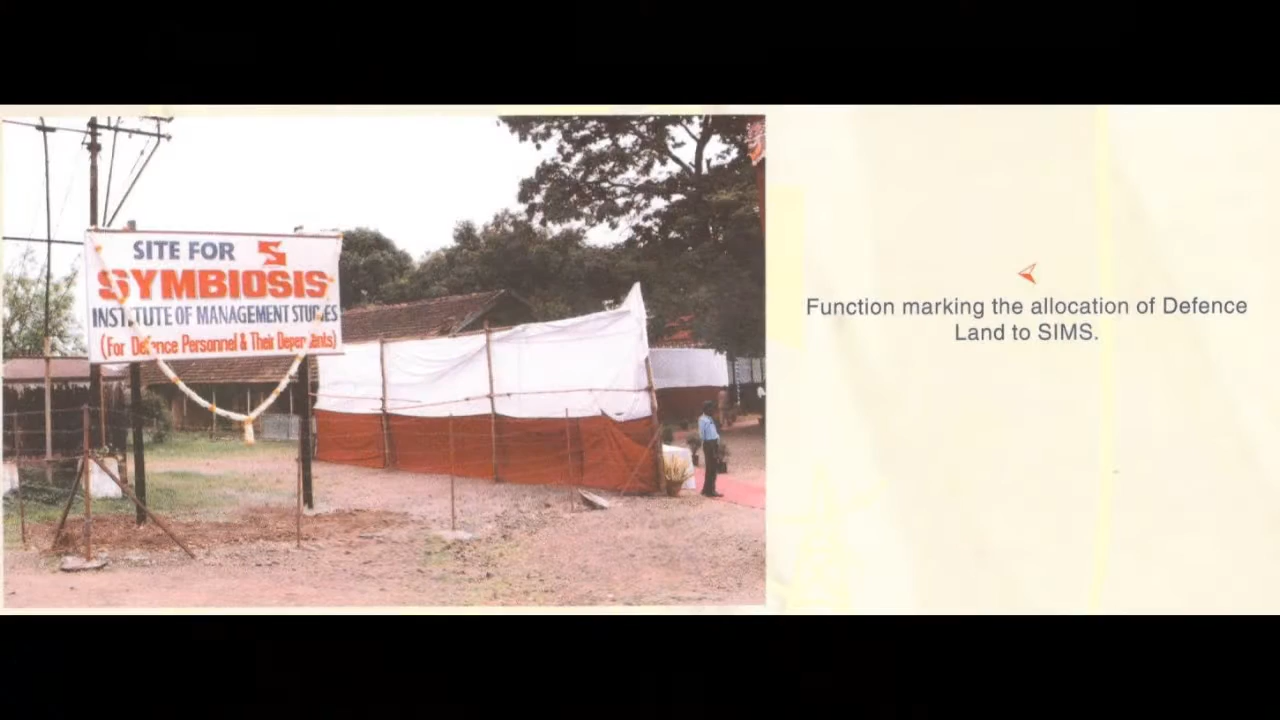 SITE FOR
SYMBIOSIS
INSTITUTE OF MANAGEMENT STUDIES
(For Defence Personnel & Their Dependants)
Function marking the allocation of Defence
Land to SIMS.